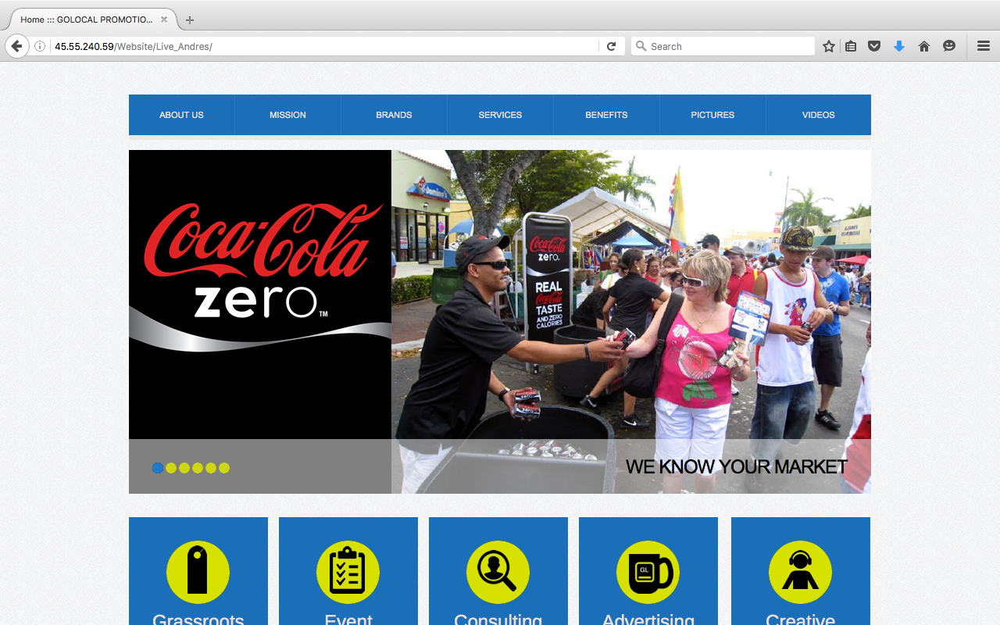 Home ::: GOLOCAL PROMOTIO...
45.55.240.59/Website/Live_Andres/
Search
ABOUT US
MISSION
BRANDS
SERVICES
BENEFITS
PICTURES
VIDEOS
Coca-Cola
zero™
Domino's
Coca-Cola
zero.
REAL
Coca-Cola
TASTE
AND ZERO
CALORIES
WE KNOW YOUR MARKET
GL
Grassroots
Event
Consulting
Advertising
Creative